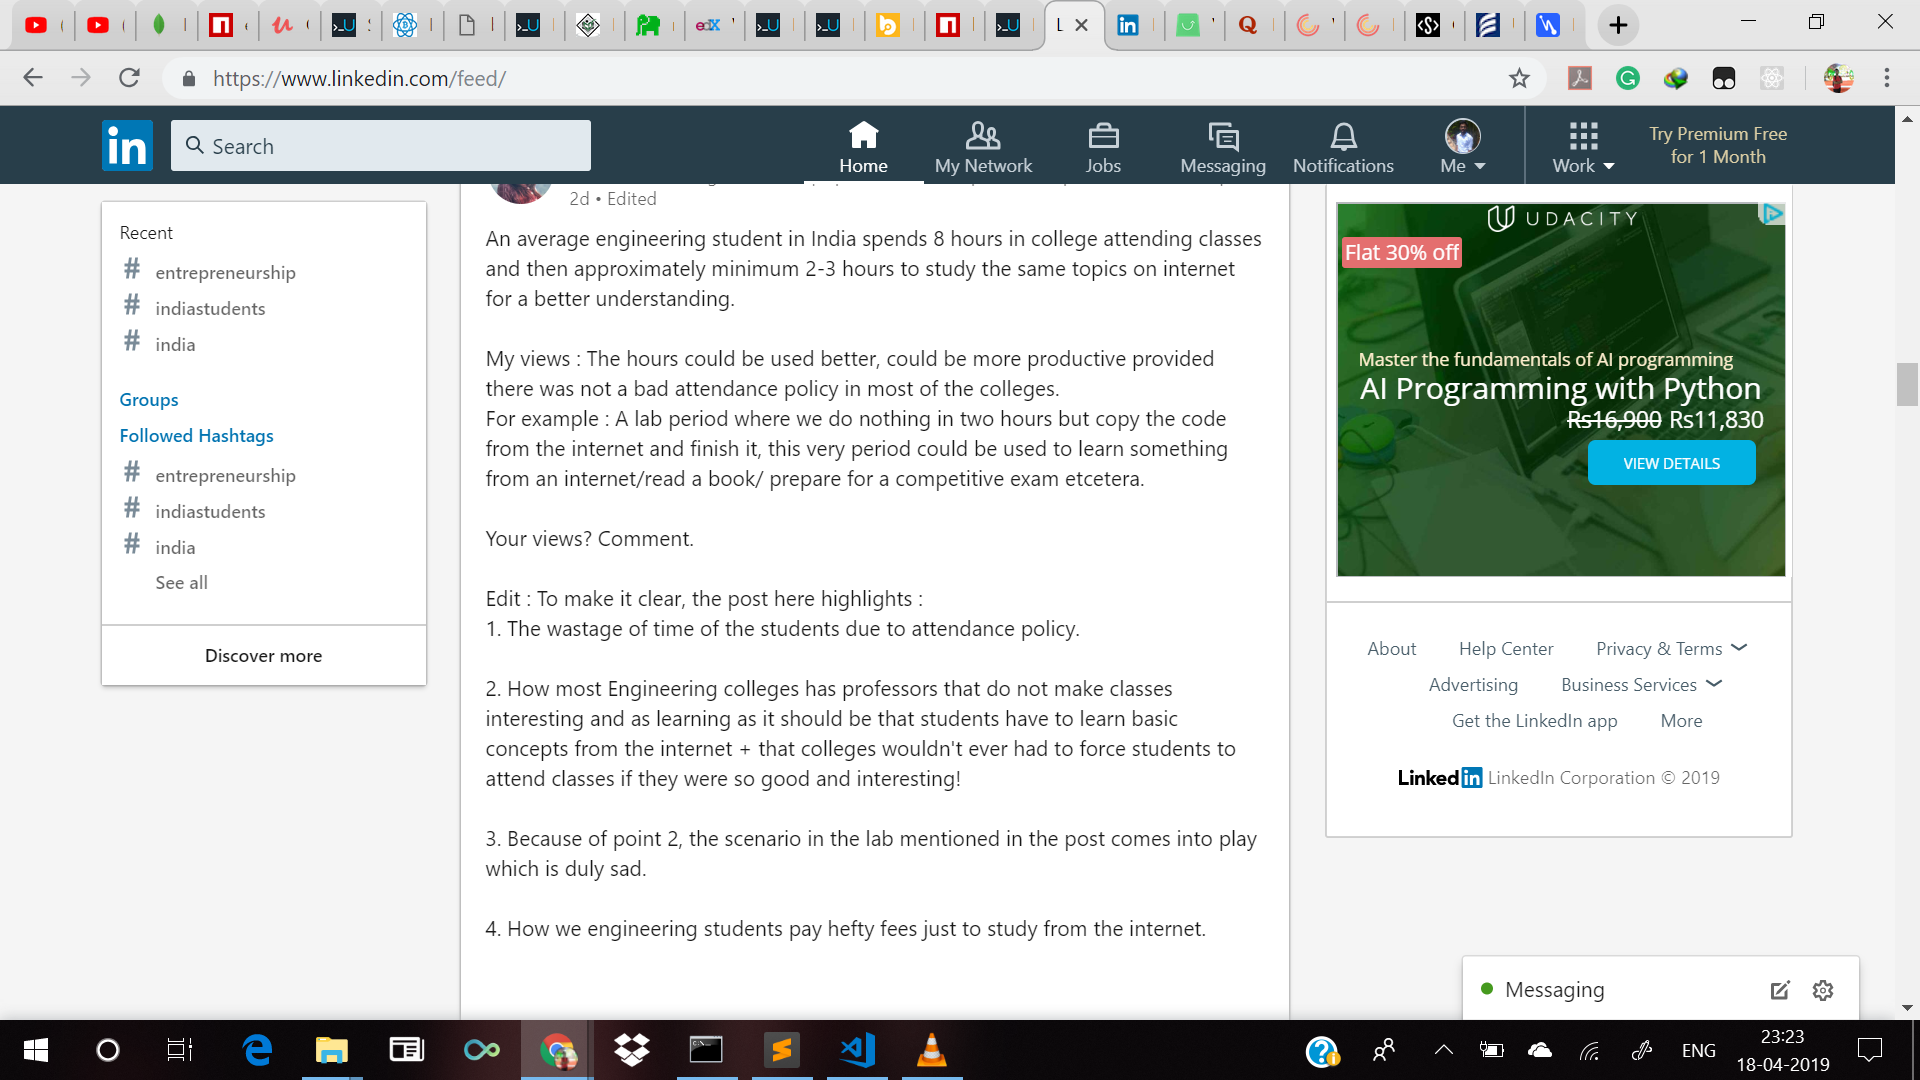 https://www.linkedin.com/feed/
in
Search
Home
My Network
Jobs
Messaging
Notifications
Me
Work
Try Premium Free
for 1 Month
Recent
# entrepreneurship
# indiastudents
# india
Groups
Followed Hashtags
# entrepreneurship
# indiastudents
# india
See all
Discover more
2d • Edited
An average engineering student in India spends 8 hours in college attending classes
and then approximately minimum 2-3 hours to study the same topics on internet
for a better understanding.
My views : The hours could be used better, could be more productive provided
there was not a bad attendance policy in most of the colleges.
For example : A lab period where we do nothing in two hours but copy the code
from the internet and finish it, this very period could be used to learn something
from an internet/read a book/ prepare for a competitive exam etcetera.
Your views? Comment.
Edit : To make it clear, the post here highlights :
1. The wastage of time of the students due to attendance policy.
2. How most Engineering colleges has professors that do not make classes
interesting and as learning as it should be that students have to learn basic
concepts from the internet + that colleges wouldn't ever had to force students to
attend classes if they were so good and interesting!
3. Because of point 2, the scenario in the lab mentioned in the post comes into play
which is duly sad.
4. How we engineering students pay hefty fees just to study from the internet.
UDACITY
Flat 30% off
Master the fundamentals of AI programming
AI Programming with Python
Rs16,900 Rs11,830
VIEW DETAILS
About
Help Center
Privacy & Terms
Advertising
Business Services
Get the LinkedIn app
More
Linked in LinkedIn Corporation © 2019
Messaging
ENG
23:23
18-04-2019